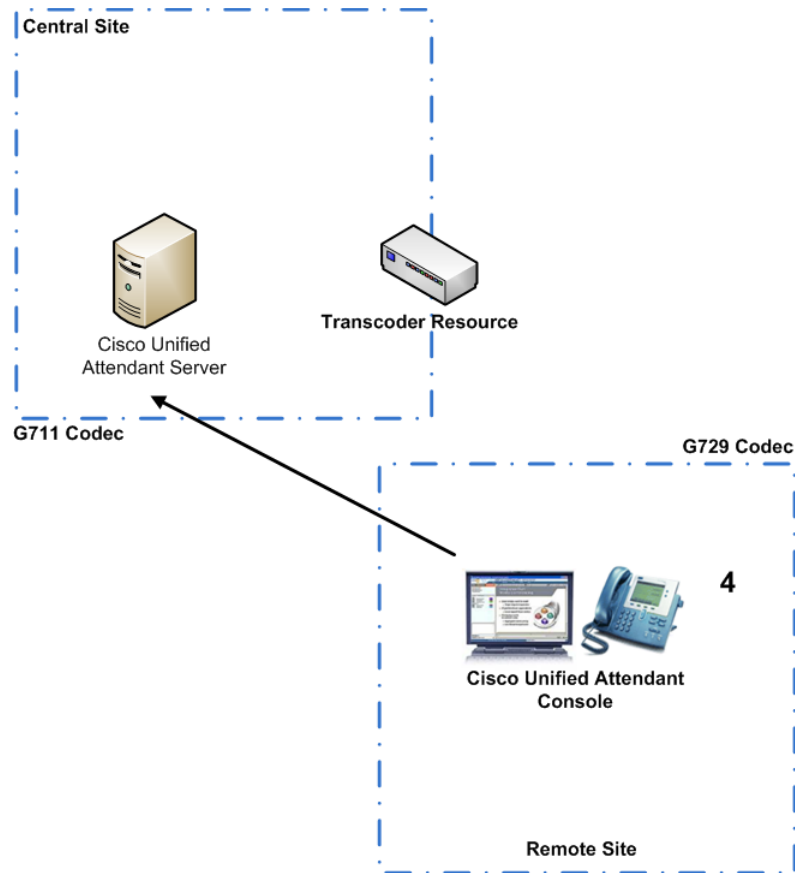 Central Site
Cisco Unified
Attendant Server
Transcoder Resource
G711 Codec
G729 Codec
4
Cisco Unified Attendant
Console
Remote Site